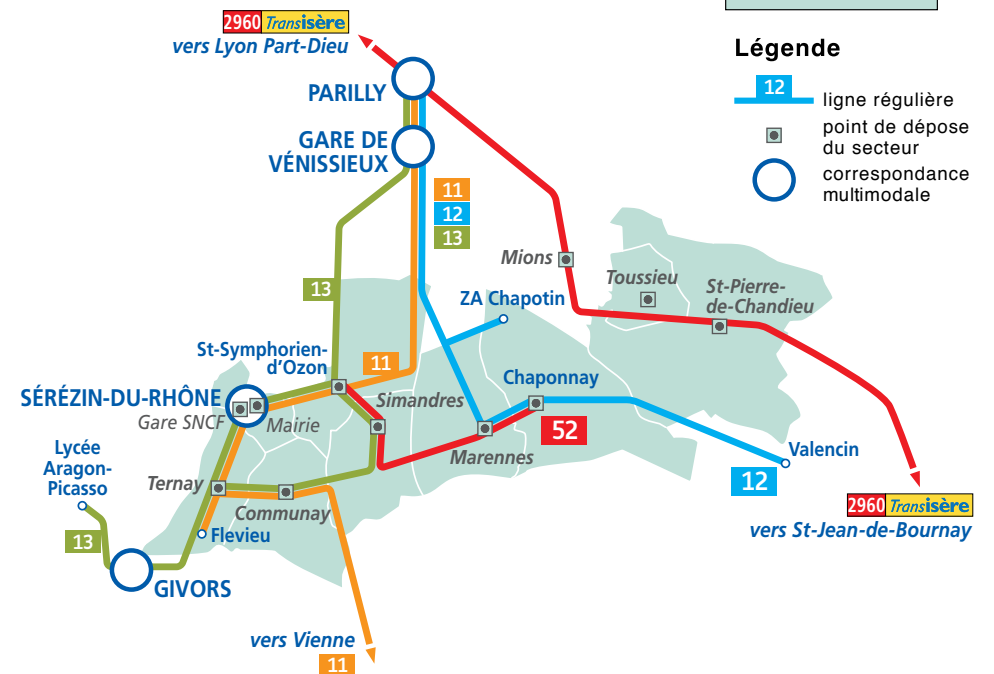 2960 Transisère
vers Lyon Part-Dieu
PARILLY
GARE DE
VÉNISSIEUX
Légende
12
ligne régulière
point de dépose
du secteur
correspondance
multimodale
11
12
13
Mions
Toussieu
St-Pierre-
de-Chandieu
13
ZA Chapotin
St-Symphorien-
d'Ozon
11
Chaponnay
SÉRÉZIN-DU-RHÔNE
Gare SNCF
Mairie
Simandres
52
Marennes
Lycée
Aragon-
Picasso
Valencin
12
Ternay
Communay
2960 Transisère
vers St-Jean-de-Bournay
13
Flevieu
GIVORS
vers Vienne
11